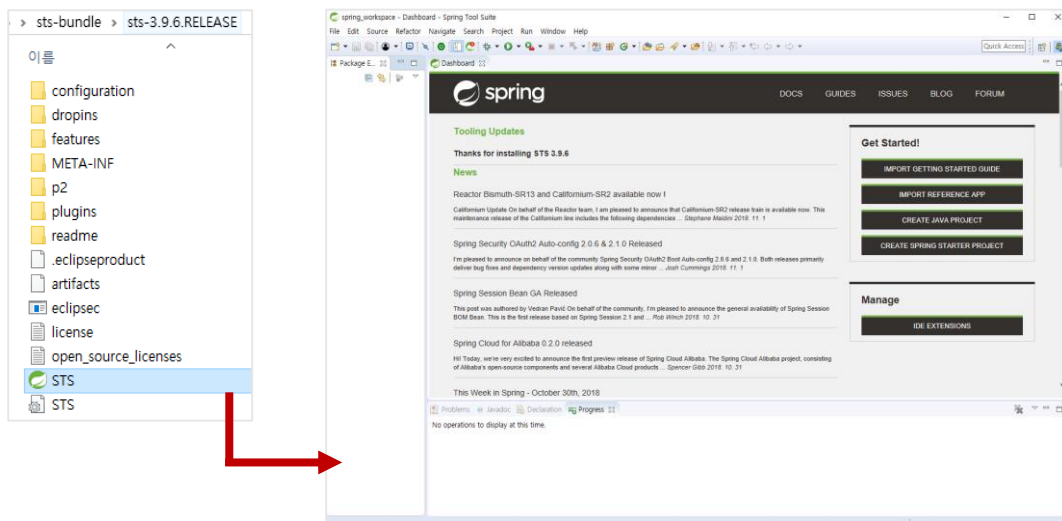 sts-bundle > sts-3.9.6.RELEASE
이름
configuration
dropins
features
META-INF
p2
plugins
readme
.eclipseproduct
artifacts
eclipsec
license
open_source_licenses
STS
STS
spring_workspace - Dashboard - Spring Tool Suite
File Edit Source Refactor Navigate Search Project Run Window Help
Quick Access
Package E...
Dashboard
spring
DOCS GUIDES ISSUES BLOG FORUM
Tooling Updates
Thanks for installing STS 3.9.6
News
Reactor Bismuth-SR13 and Californium-SR2 available now !
Californium Update On behalf of the Reactor team, I am pleased to announce that Californium-SR2 release train is available now. This
maintenance release of the Californium line includes the following dependencies ... Stephane Maldini 2018. 11. 1
Spring Security OAuth2 Auto-config 2.0.6 & 2.1.0 Released
I'm pleased to announce on behalf of the community Spring Security OAuth2 Boot Auto-config 2.0.6 and 2.1.0. Both releases primarily
deliver bug fixes and dependency version updates along with some minor ... Josh Cummings 2018. 11. 1
Spring Session Bean GA Released
This post was authored by Vedran Pavić On behalf of the community, I'm pleased to announce the general availability of Spring Session
BOM Bean. This is the first release based on Spring Session 2.1 and ... Rob Winch 2018. 10. 31
Spring Cloud for Alibaba 0.2.0 released
Hi! Today, we're very excited to announce the first preview release of Spring Cloud Alibaba. The Spring Cloud Alibaba project, consisting
of Alibaba's open-source components and several Alibaba Cloud products ... Spencer Gibb 2018. 10. 31
This Week in Spring - October 30th, 2018
Get Started!
IMPORT GETTING STARTED GUIDE
IMPORT REFERENCE APP
CREATE JAVA PROJECT
CREATE SPRING STARTER PROJECT
Manage
IDE EXTENSIONS
Problems Javadoc Declaration Progress
No operations to display at this time.